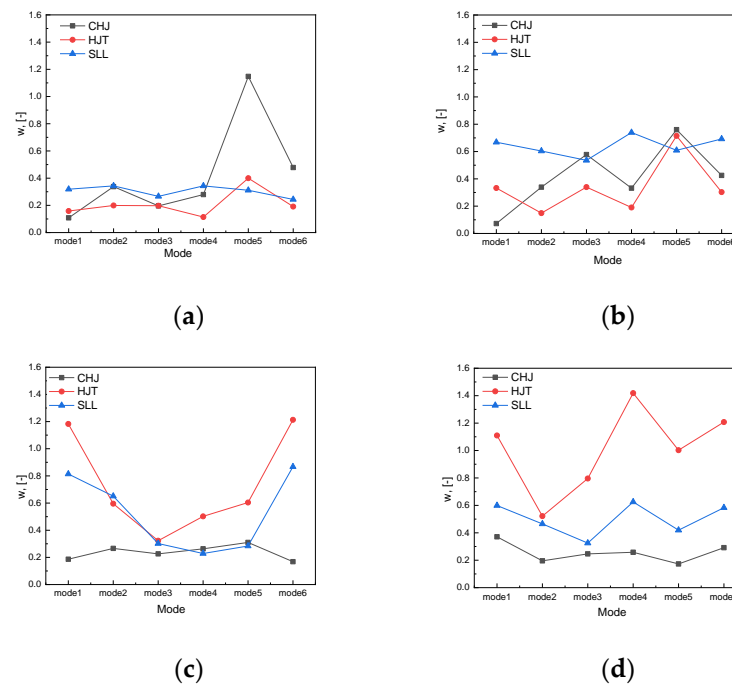 1.6
1.4
1.2
1.0
0.8
0.6
0.4
0.2
0.0
w, [-]
CHJ
HJT
SLL
mode1 mode2 mode3 mode4 mode5 mode6
Mode
(a)
1.6
1.4
1.2
1.0
0.8
0.6
0.4
0.2
0.0
w, [-]
CHJ
HJT
SLL
mode1 mode2 mode3 mode4 mode5 mode6
Mode
(b)
1.6
1.4
1.2
1.0
0.8
0.6
0.4
0.2
0.0
w, [-]
CHJ
HJT
SLL
mode1 mode2 mode3 mode4 mode5 mode6
Mode
(c)
1.6
1.4
1.2
1.0
0.8
0.6
0.4
0.2
0.0
w, [-]
CHJ
HJT
SLL
mode1 mode2 mode3 mode4 mode5 mode
Mode
(d)